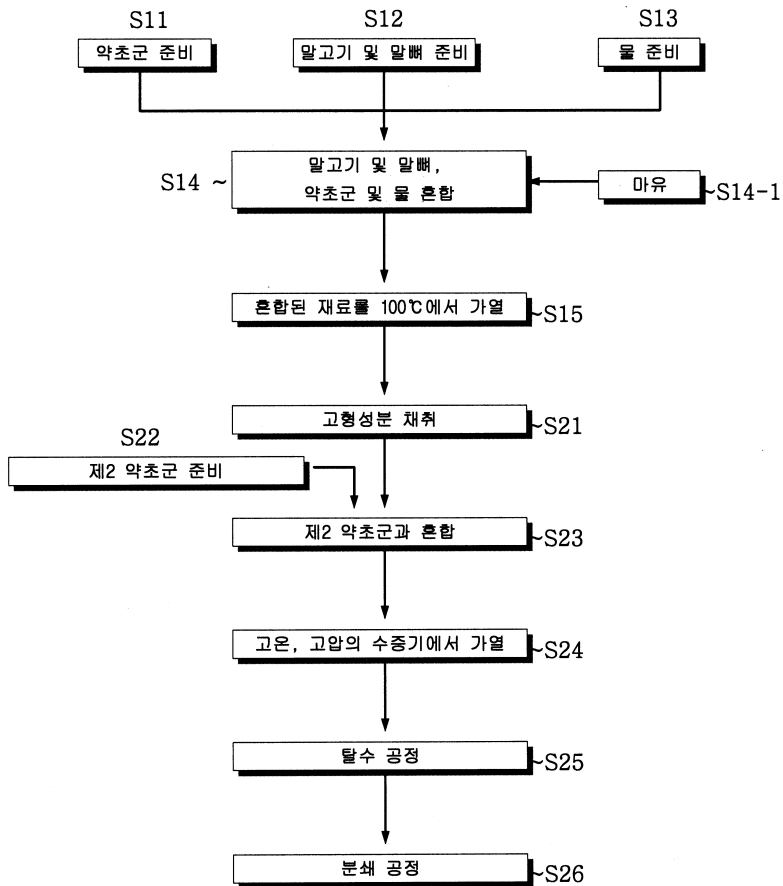 S11
S12
S13
약초군 준비
말고기 및 말뼈 준비
물 준비
S14 ~
말고기 및 말뼈,
약초군 및 물 혼합
마유
~S14-1
혼합된 재료를 100℃에서 가열
~S15
고형성분 채취
~S21
S22
제2 약초군 준비
제2 약초군과 혼합
~S23
고온, 고압의 수증기에서 가열
~S24
탈수 공정
~S25
분쇄 공정
~S26